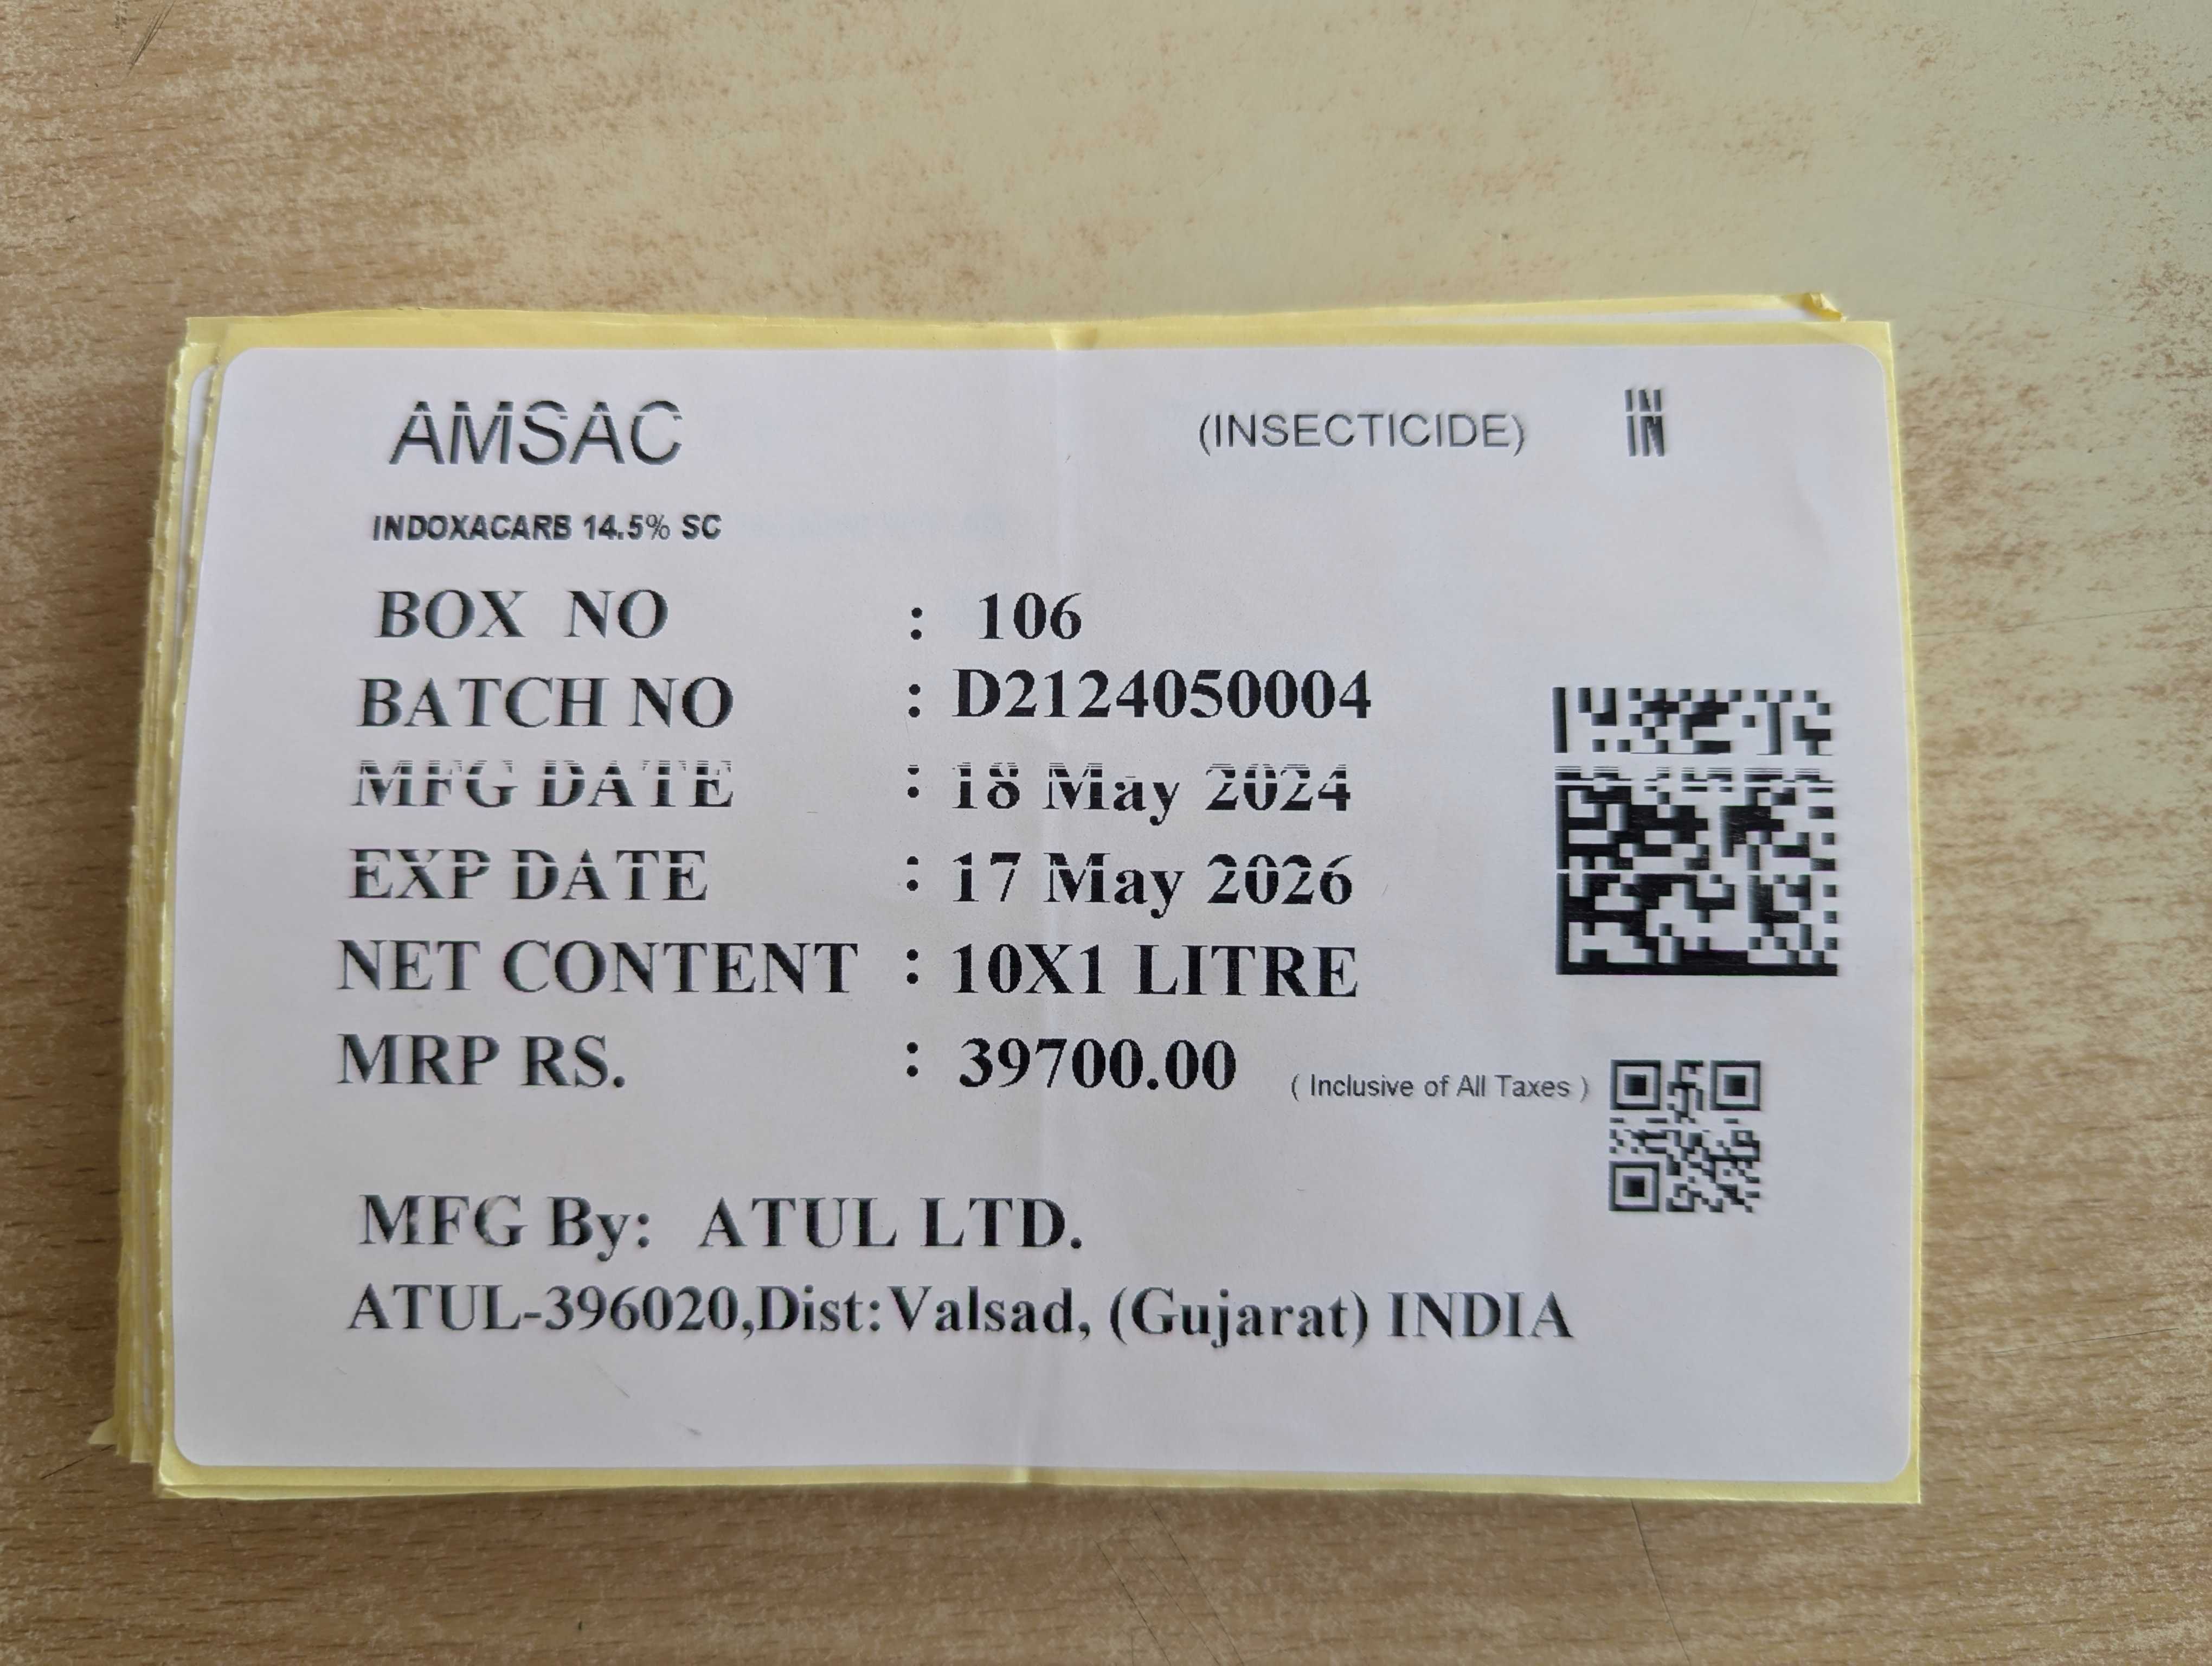 AMSAC (INSECTICIDE) IN
INDOXACARB 14.5% SC
BOX NO : 106
BATCH NO : D2124050004
MFG DATE : 18 May 2024
EXP DATE : 17 May 2026
NET CONTENT : 10X1 LITRE
MRP RS. : 39700.00 ( Inclusive of All Taxes )
MFG By: ATUL LTD.
ATUL-396020,Dist:Valsad, (Gujarat) INDIA